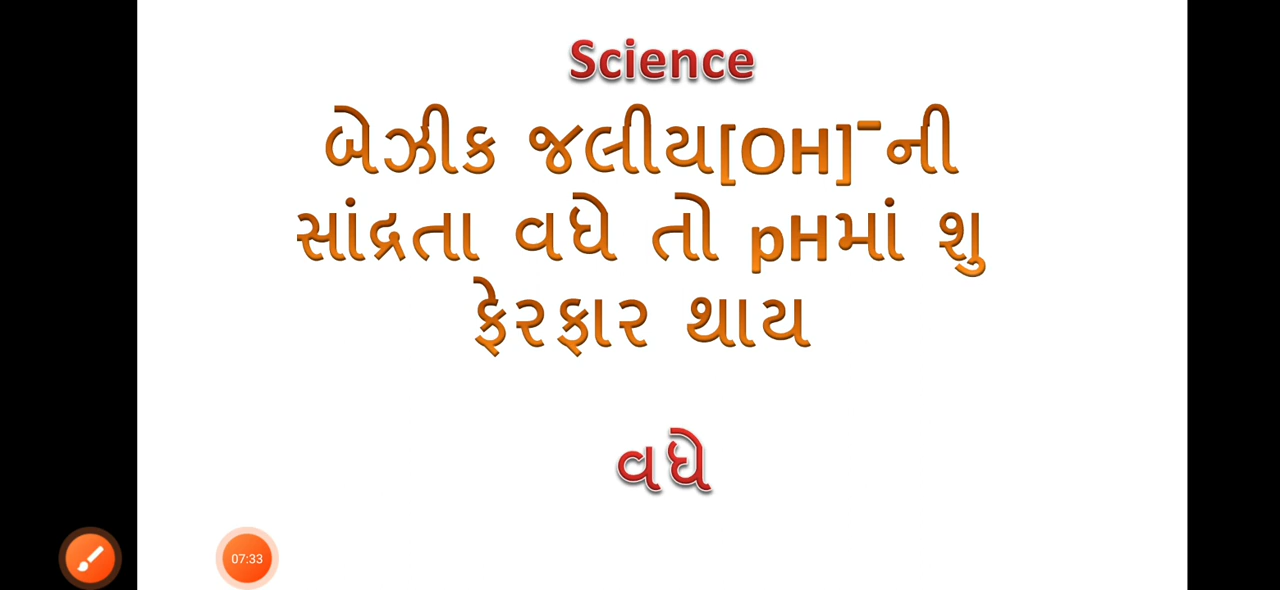 Science
બેઝીક જલીય[OH]⁻ની
સાંદ્રતા વધે તો pHમાં શુ
ફેરફાર થાય
વધે
07:33